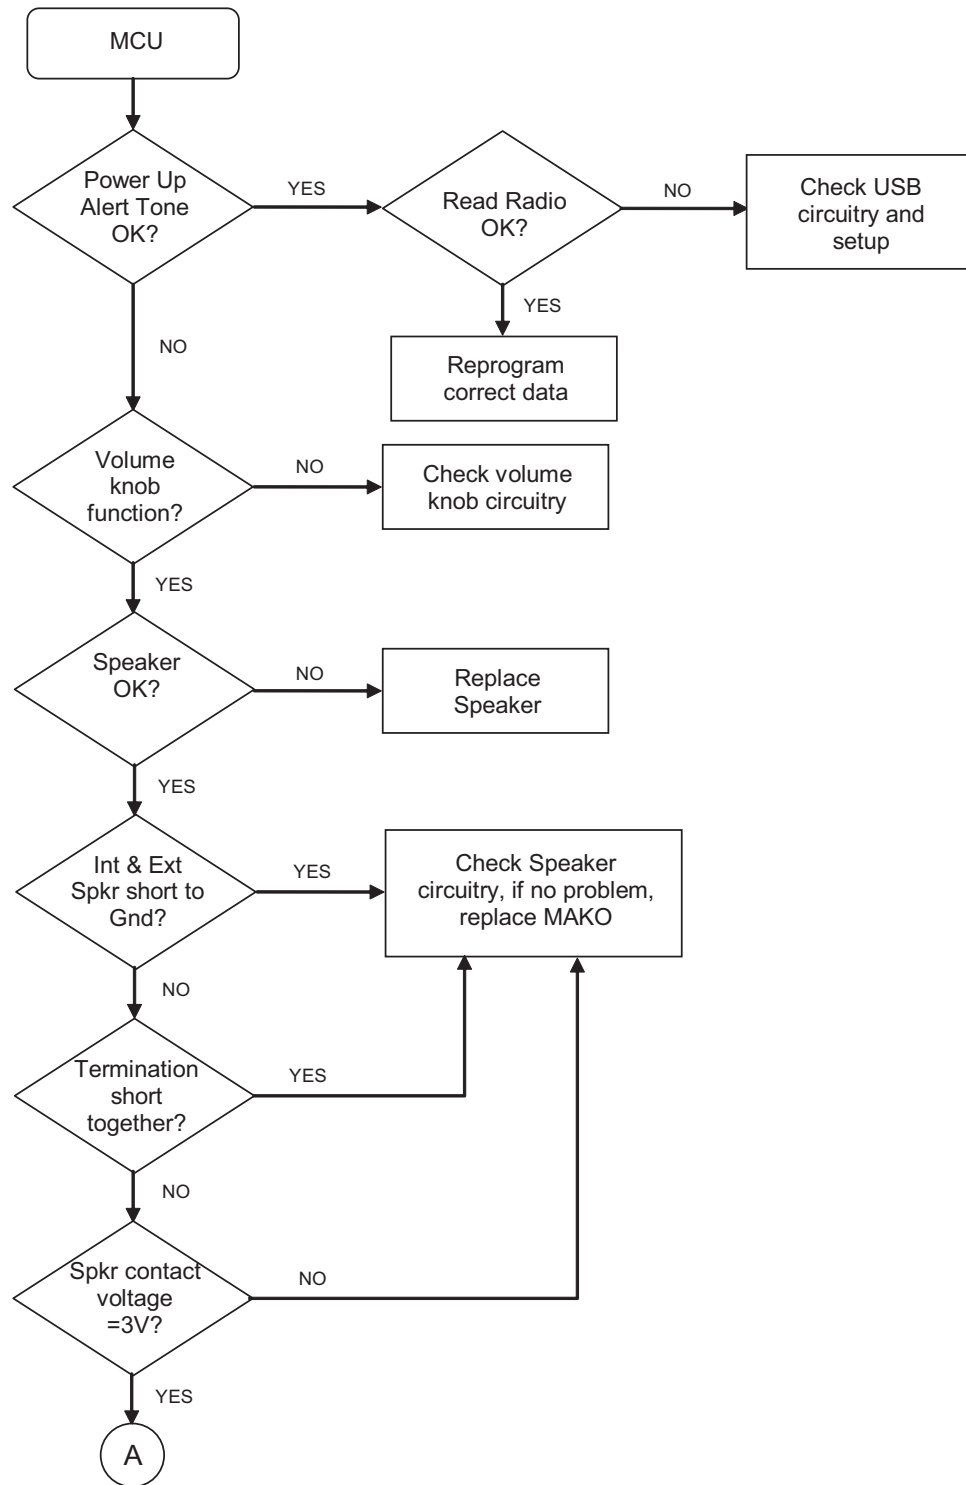 MCU
Power Up
Alert Tone
OK?
YES
Read Radio
OK?
NO
Check USB
circuitry and
setup
YES
Reprogram
correct data
NO
Volume
knob
function?
NO
Check volume
knob circuitry
YES
Speaker
OK?
NO
Replace
Speaker
YES
Int & Ext
Spkr short to
Gnd?
YES
Check Speaker
circuitry, if no problem,
replace MAKO
NO
Termination
short
together?
YES
NO
Spkr contact
voltage
=3V?
NO
YES
A